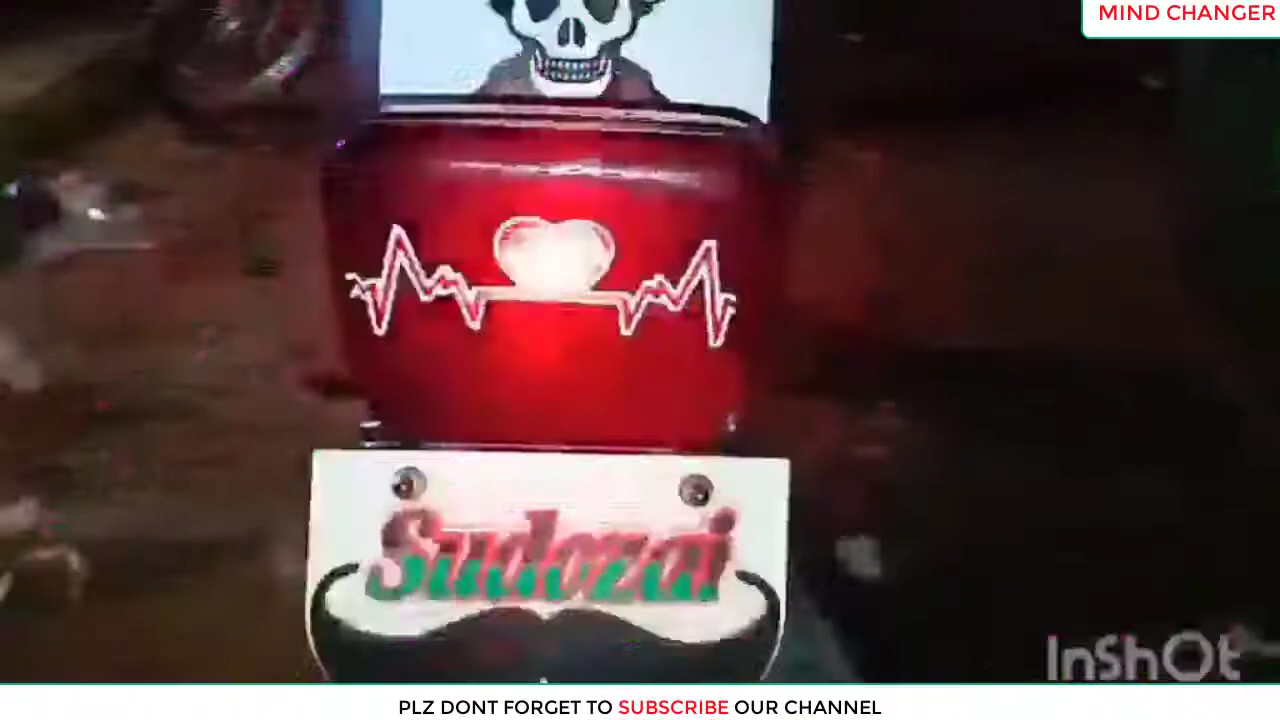 MIND CHANGER
Sudozai
InShOt
PLZ DONT FORGET TO SUBSCRIBE OUR CHANNEL